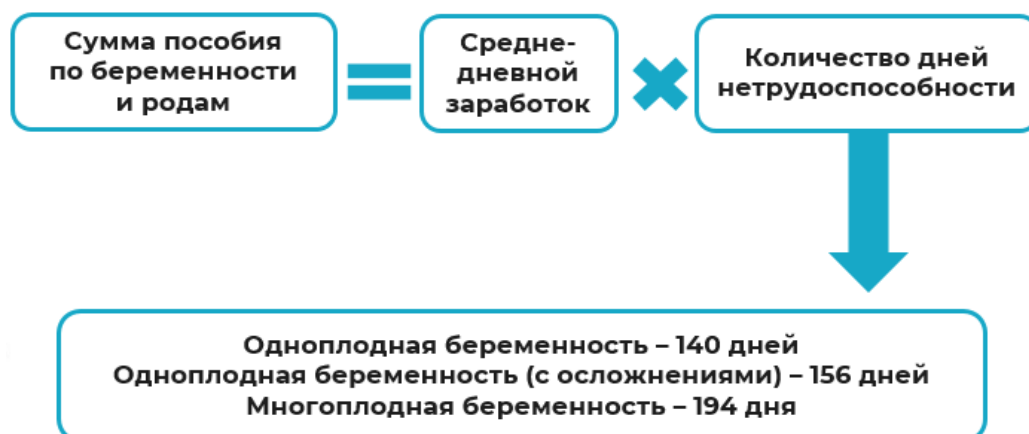 Сумма пособия
по беременности
и родам
Средне-
дневной
заработок
Количество дней
нетрудоспособности
Одноплодная беременность – 140 дней
Одноплодная беременность (с осложнениями) – 156 дней
Многоплодная беременность – 194 дня